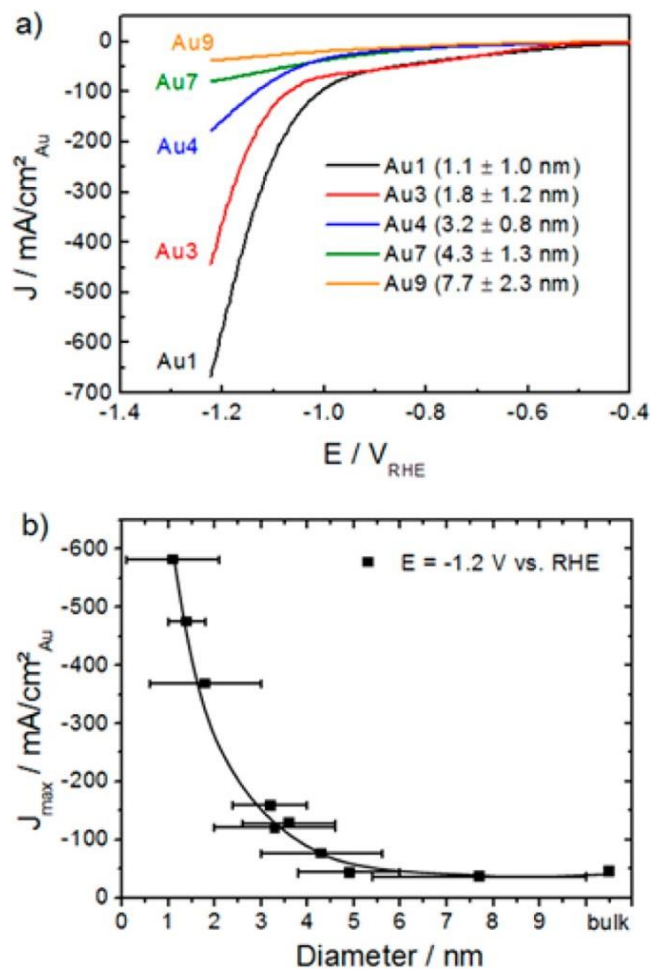 a)
0
-100
-200
-300
-400
-500
-600
-700
J / mA/cm²Au
Au9
Au7
Au4
Au3
Au1
Au1 (1.1 ± 1.0 nm)
Au3 (1.8 ± 1.2 nm)
Au4 (3.2 ± 0.8 nm)
Au7 (4.3 ± 1.3 nm)
Au9 (7.7 ± 2.3 nm)
-1.4 -1.2 -1.0 -0.8 -0.6 -0.4
E / VRHE
b)
-600
-500
-400
-300
-200
-100
0
Jmax / mA/cm²Au
E = -1.2 V vs. RHE
0 1 2 3 4 5 6 7 8 9 bulk
Diameter / nm